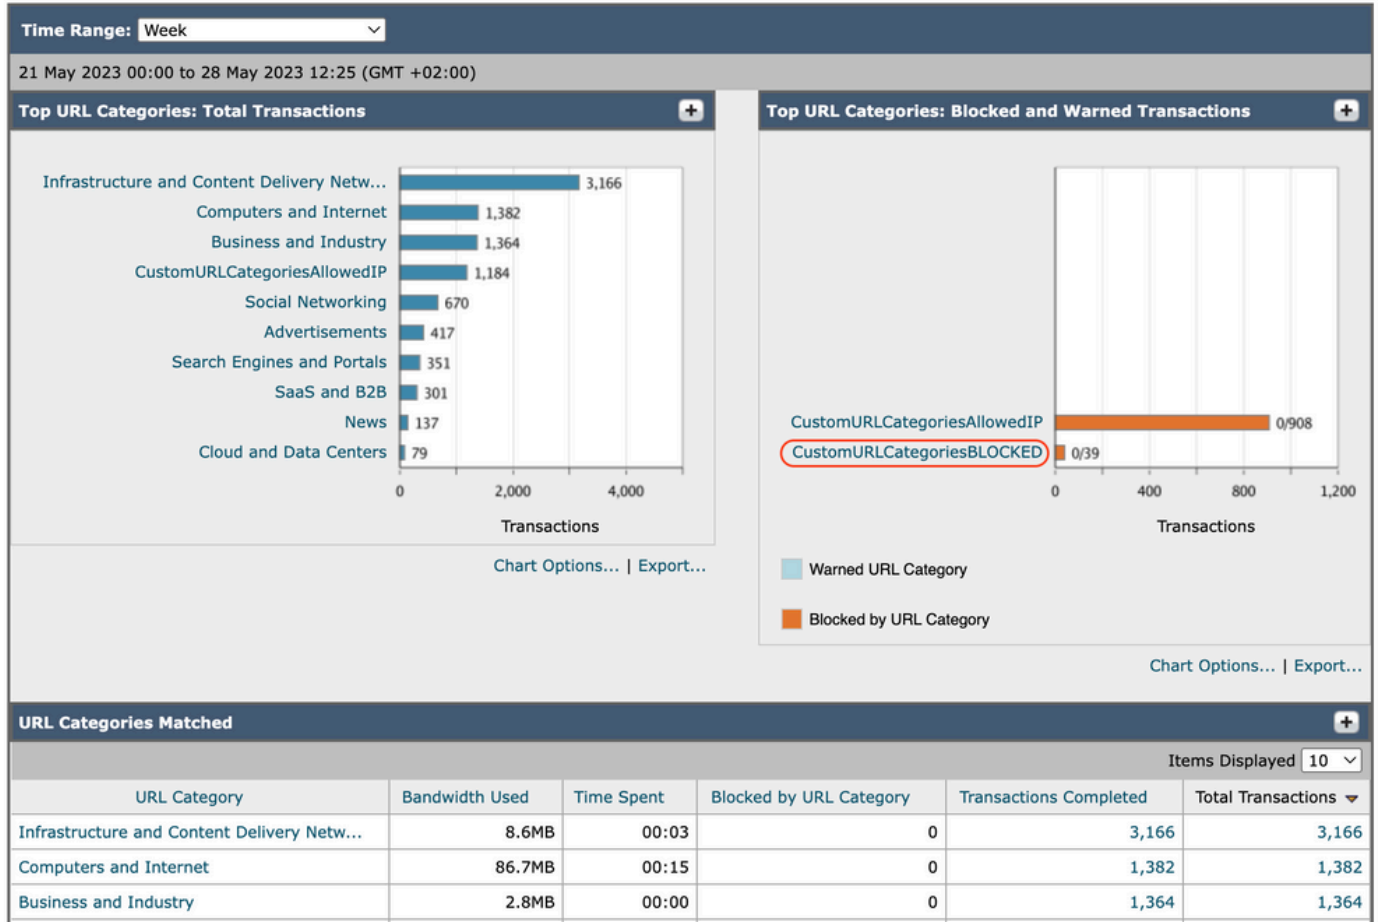 Time Range: Week
21 May 2023 00:00 to 28 May 2023 12:25 (GMT +02:00)
Top URL Categories: Total Transactions
Infrastructure and Content Delivery Netw... 3,166
Computers and Internet 1,382
Business and Industry 1,364
CustomURLCategoriesAllowedIP 1,184
Social Networking 670
Advertisements 417
Search Engines and Portals 351
SaaS and B2B 301
News 137
Cloud and Data Centers 79
0 2,000 4,000
Transactions
Chart Options... | Export...
Top URL Categories: Blocked and Warned Transactions
CustomURLCategoriesAllowedIP 0/908
CustomURLCategoriesBLOCKED 0/39
0 400 800 1,200
Transactions
Warned URL Category
Blocked by URL Category
Chart Options... | Export...
URL Categories Matched
Items Displayed 10
URL Category Bandwidth Used Time Spent Blocked by URL Category Transactions Completed Total Transactions
Infrastructure and Content Delivery Netw... 8.6MB 00:03 0 3,166 3,166
Computers and Internet 86.7MB 00:15 0 1,382 1,382
Business and Industry 2.8MB 00:00 0 1,364 1,364